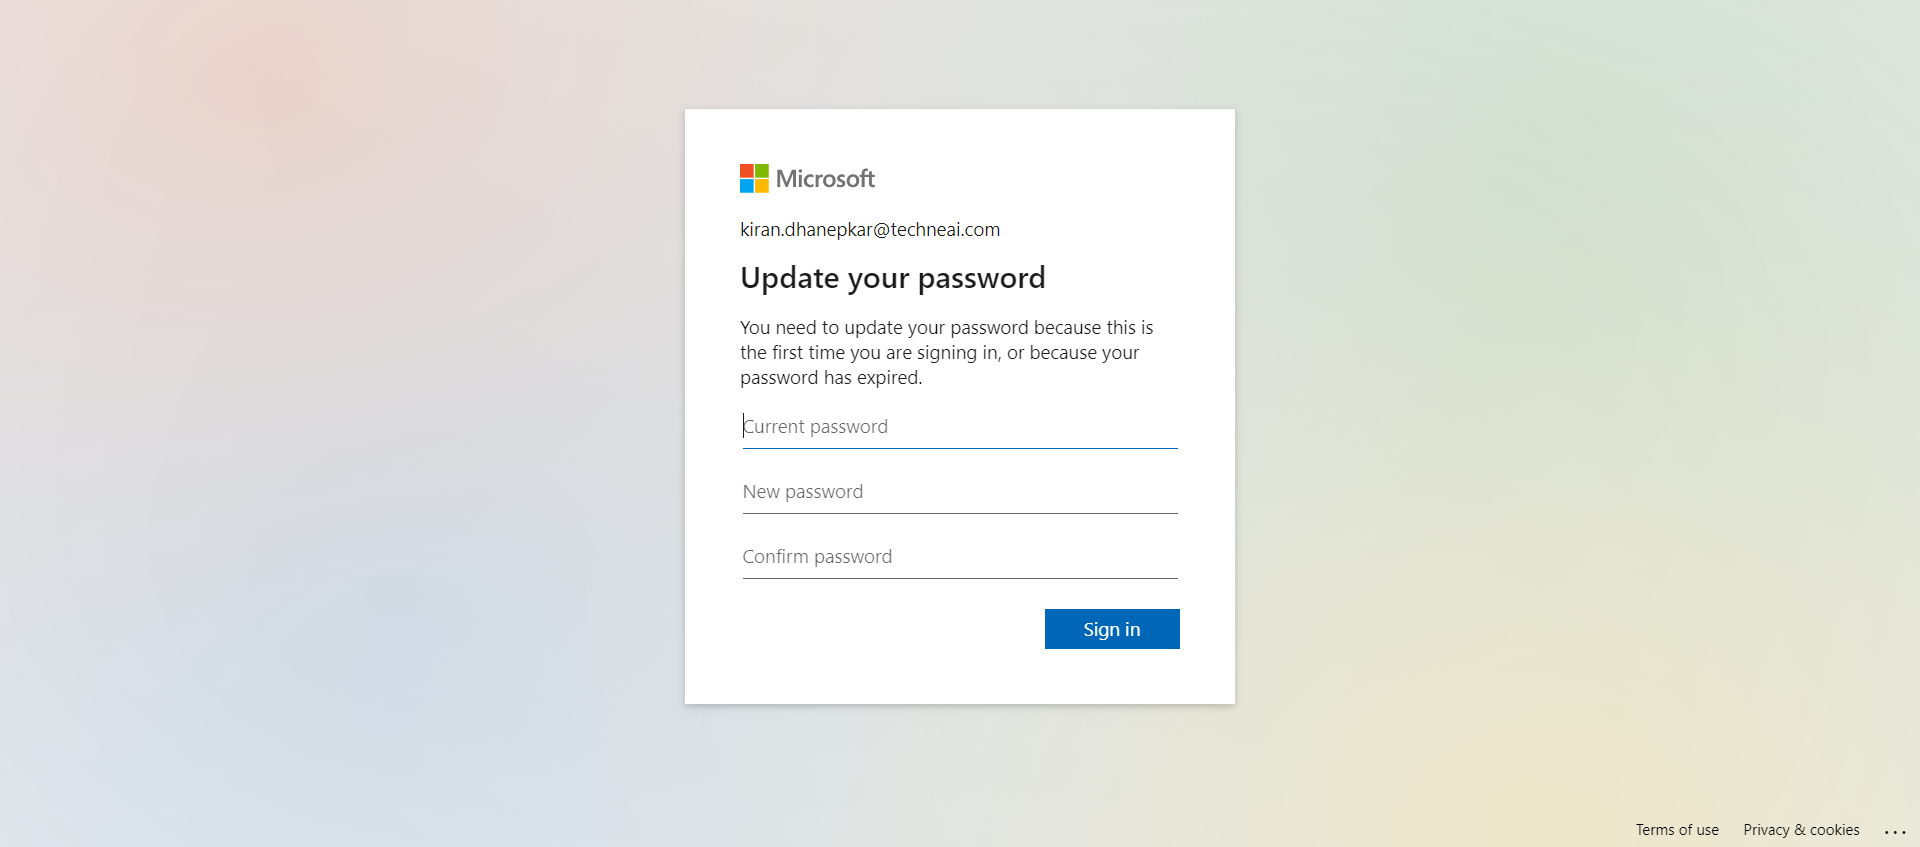 Microsoft
kiran.dhanepkar@techneai.com
Update your password
You need to update your password because this is
the first time you are signing in, or because your
password has expired.
Current password
New password
Confirm password
Sign in
Terms of use Privacy & cookies ...